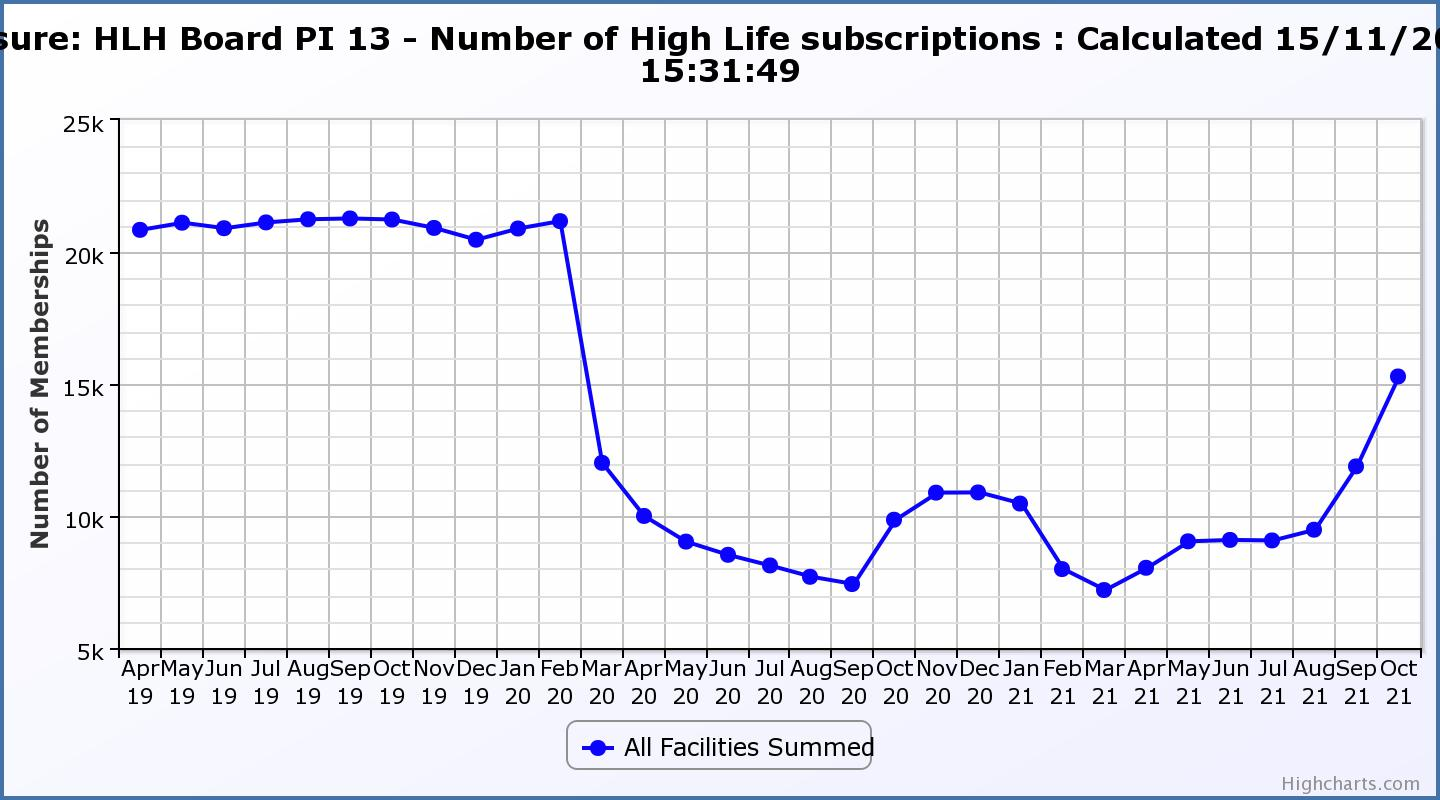 sure: HLH Board PI 13 - Number of High Life subscriptions : Calculated 15/11/20
15:31:49
25k
20k
15k
10k
5k
Number of Memberships
Apr May Jun Jul Aug Sep Oct Nov Dec Jan Feb Mar Apr May Jun Jul Aug Sep Oct Nov Dec Jan Feb Mar Apr May Jun Jul Aug Sep Oct
19 19 19 19 19 19 19 19 19 20 20 20 20 20 20 20 20 20 20 20 20 21 21 21 21 21 21 21 21 21 21
All Facilities Summed
Highcharts.com